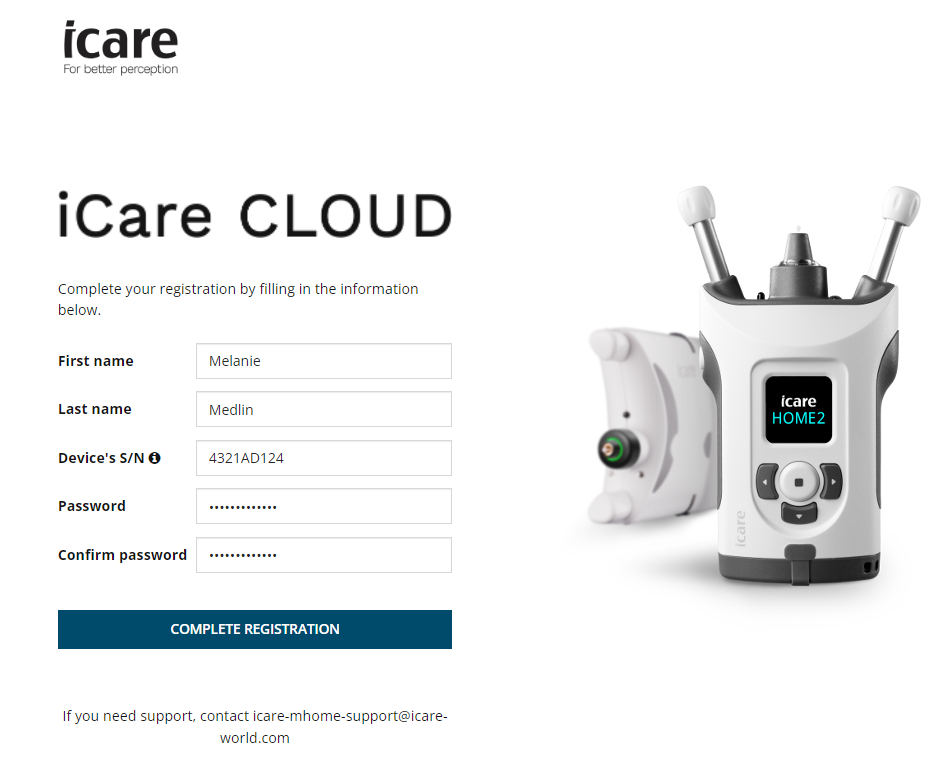 icare
For better perception
iCare CLOUD
Complete your registration by filling in the information
below.
First name Melanie
Last name Medlin
Device's S/N 4321AD124
Password •••••••••••••
Confirm password •••••••••••••
COMPLETE REGISTRATION
If you need support, contact icare-mhome-support@icare-
world.com
icare
HOME2
icare